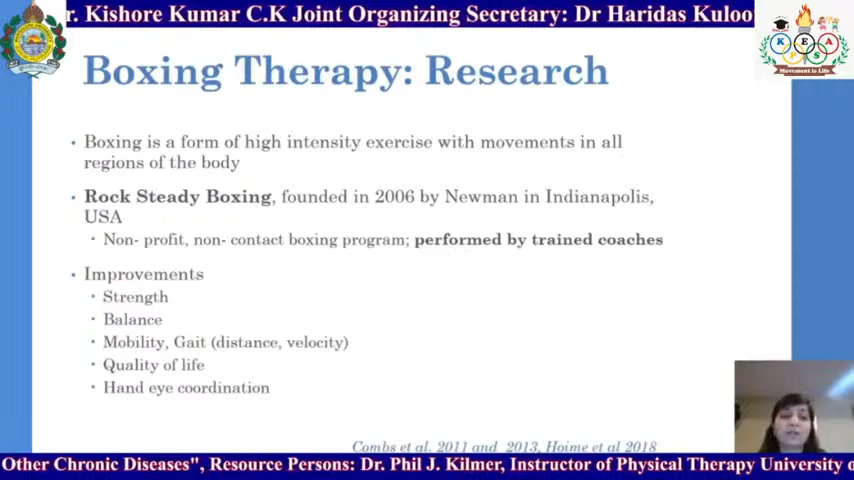 r. Kishore Kumar C.K Joint Organizing Secretary: Dr Haridas Kuloo
K E A
P S
Movement is Life
Boxing Therapy: Research
• Boxing is a form of high intensity exercise with movements in all
regions of the body
• Rock Steady Boxing, founded in 2006 by Newman in Indianapolis,
USA
• Non- profit, non- contact boxing program; performed by trained coaches
• Improvements
• Strength
• Balance
• Mobility, Gait (distance, velocity)
• Quality of life
• Hand eye coordination
Combs et al. 2011 and 2013, Hoime et al 2018
Other Chronic Diseases", Resource Persons: Dr. Phil J. Kilmer, Instructor of Physical Therapy University o